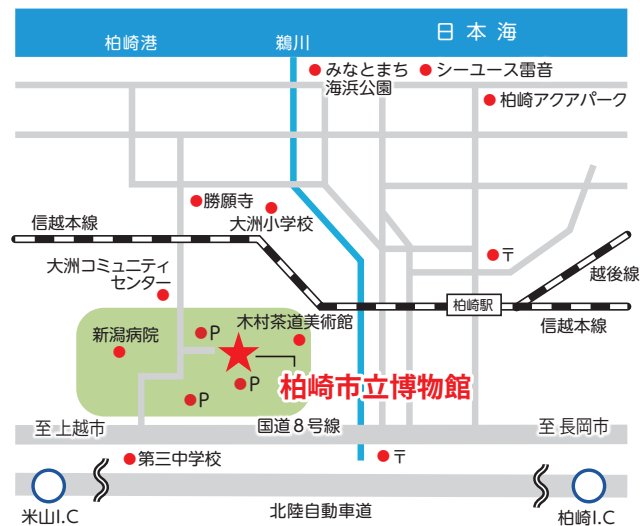 日本海
柏崎港
鵜川
みなとまち
海浜公園
シーユース雷音
柏崎アクアパーク
勝願寺
大洲小学校
信越本線
〒
越後線
大洲コミュニティ
センター
柏崎駅
信越本線
木村茶道美術館
新潟病院
P
P
P
柏崎市立博物館
国道8号線
至上越市
至長岡市
第三中学校
〒
米山I.C
北陸自動車道
柏崎I.C